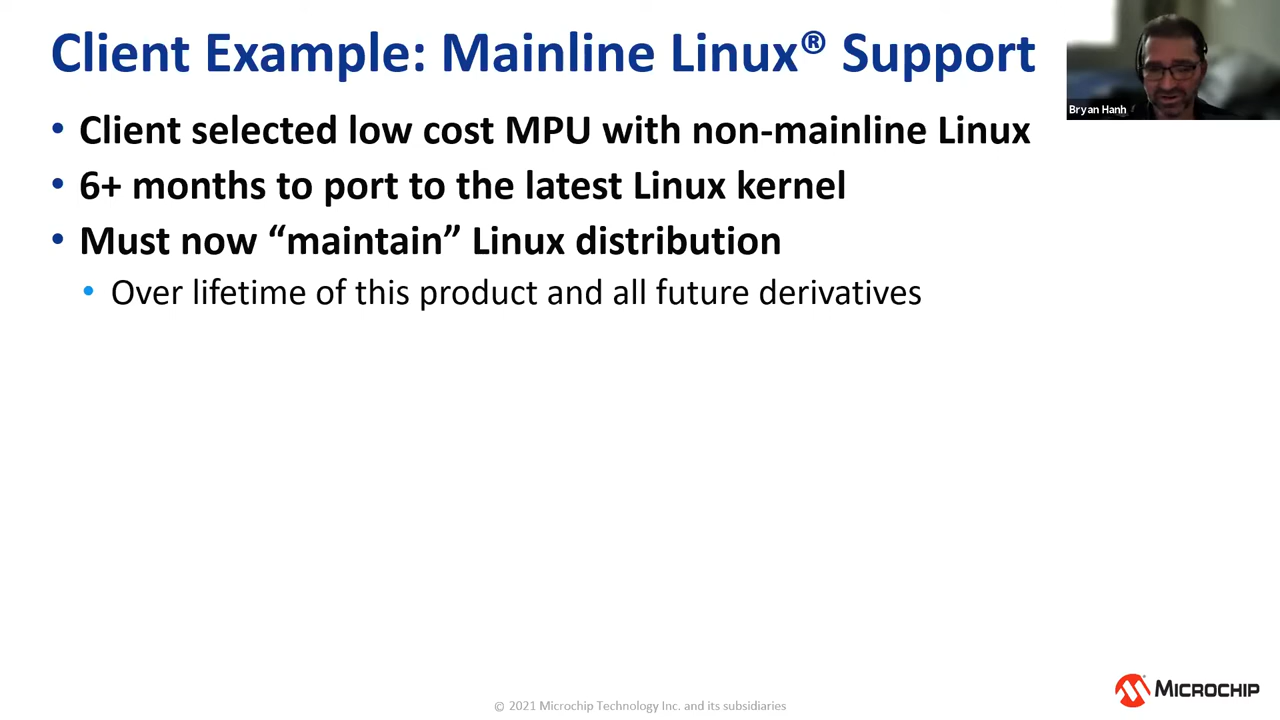 Client Example: Mainline Linux® Support
Bryan Hanh
• Client selected low cost MPU with non-mainline Linux
• 6+ months to port to the latest Linux kernel
• Must now “maintain” Linux distribution
• Over lifetime of this product and all future derivatives
© 2021 Microchip Technology Inc. and its subsidiaries
MICROCHIP